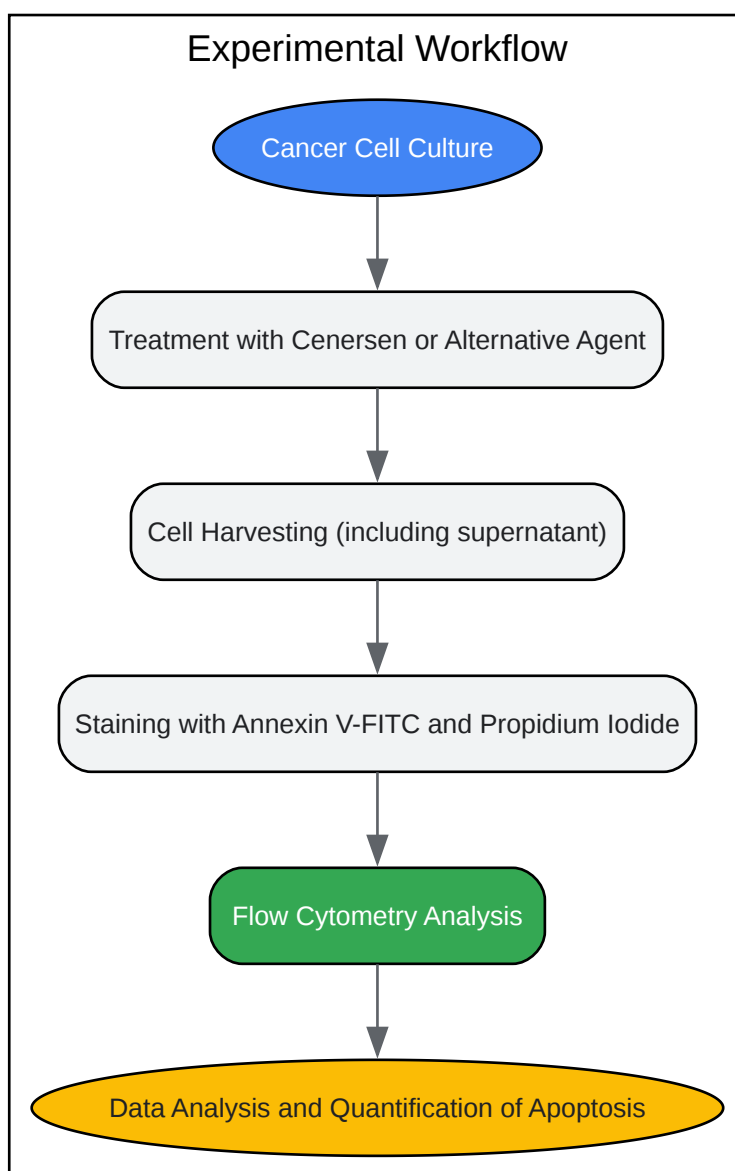 Experimental Workflow
Cancer Cell Culture
Treatment with Cenersen or Alternative Agent
Cell Harvesting (including supernatant)
Staining with Annexin V-FITC and Propidium Iodide
Flow Cytometry Analysis
Data Analysis and Quantification of Apoptosis